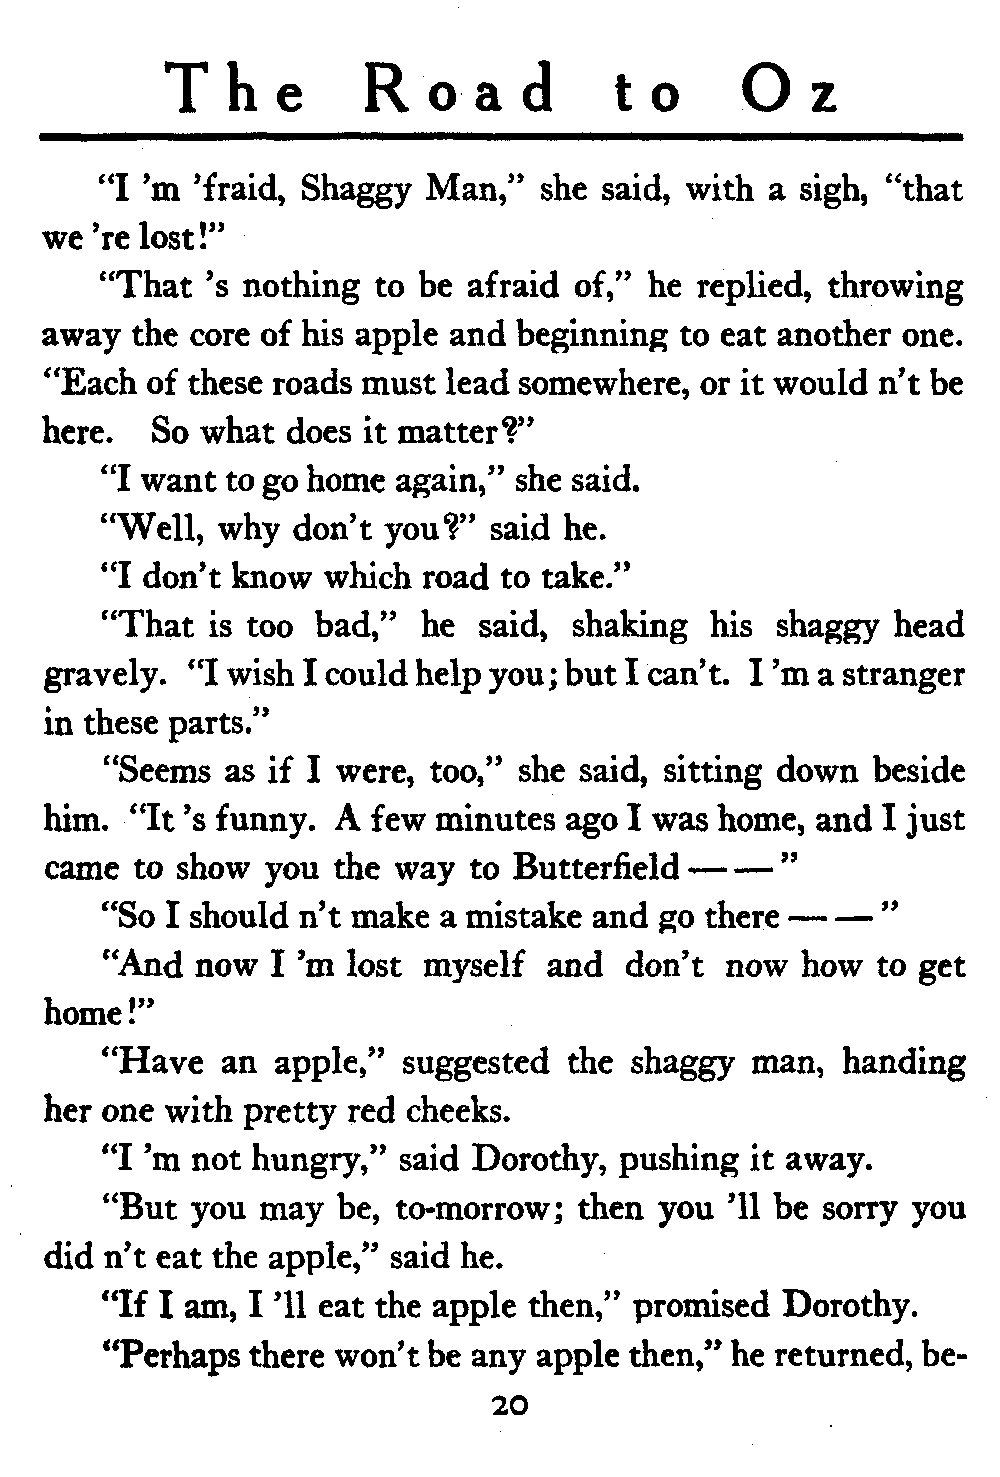 The Road to Oz
“I ’m ’fraid, Shaggy Man,” she said, with a sigh, “that
we ’re lost!”
“That ’s nothing to be afraid of,” he replied, throwing
away the core of his apple and beginning to eat another one.
“Each of these roads must lead somewhere, or it would n’t be
here. So what does it matter?”
“I want to go home again,” she said.
“Well, why don’t you?” said he.
“I don’t know which road to take.”
“That is too bad,” he said, shaking his shaggy head
gravely. “I wish I could help you; but I can’t. I ’m a stranger
in these parts.”
“Seems as if I were, too,” she said, sitting down beside
him. “It ’s funny. A few minutes ago I was home, and I just
came to show you the way to Butterfield — — ”
“So I should n’t make a mistake and go there — — ”
“And now I ’m lost myself and don’t now how to get
home!”
“Have an apple,” suggested the shaggy man, handing
her one with pretty red cheeks.
“I ’m not hungry,” said Dorothy, pushing it away.
“But you may be, to-morrow; then you ’ll be sorry you
did n’t eat the apple,” said he.
“If I am, I ’ll eat the apple then,” promised Dorothy.
“Perhaps there won’t be any apple then,” he returned, be-
20